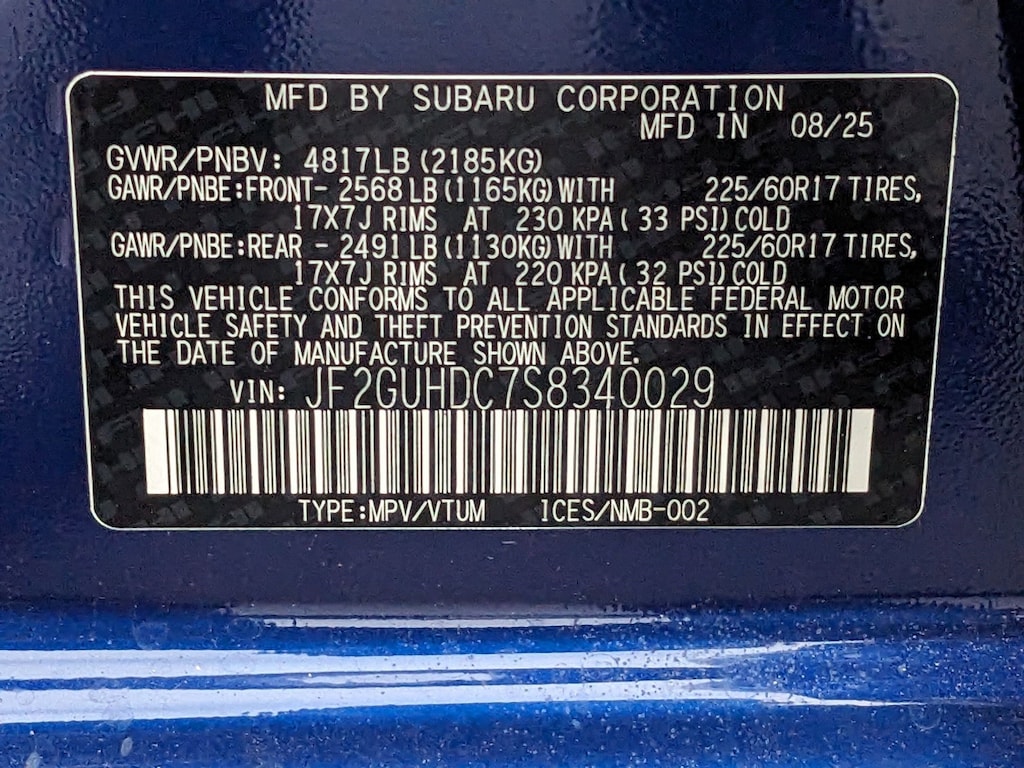 MFD BY SUBARU CORPORATION
MFD IN 08/25
GVWR/PNBV: 4817LB (2185KG)
GAWR/PNBE:FRONT- 2568 LB (1165KG) WITH 225/60R17 TIRES,
17X7J RIMS AT 230 KPA ( 33 PSI) COLD
GAWR/PNBE:REAR - 2491 LB (1130KG) WITH 225/60R17 TIRES,
17X7J RIMS AT 220 KPA ( 32 PSI) COLD
THIS VEHICLE CONFORMS TO ALL APPLICABLE FEDERAL MOTOR
VEHICLE SAFETY AND THEFT PREVENTION STANDARDS IN EFFECT ON
THE DATE OF MANUFACTURE SHOWN ABOVE.
VIN: JF2GUHDC7S8340029
TYPE:MPV/VTUM ICES/NMB-002